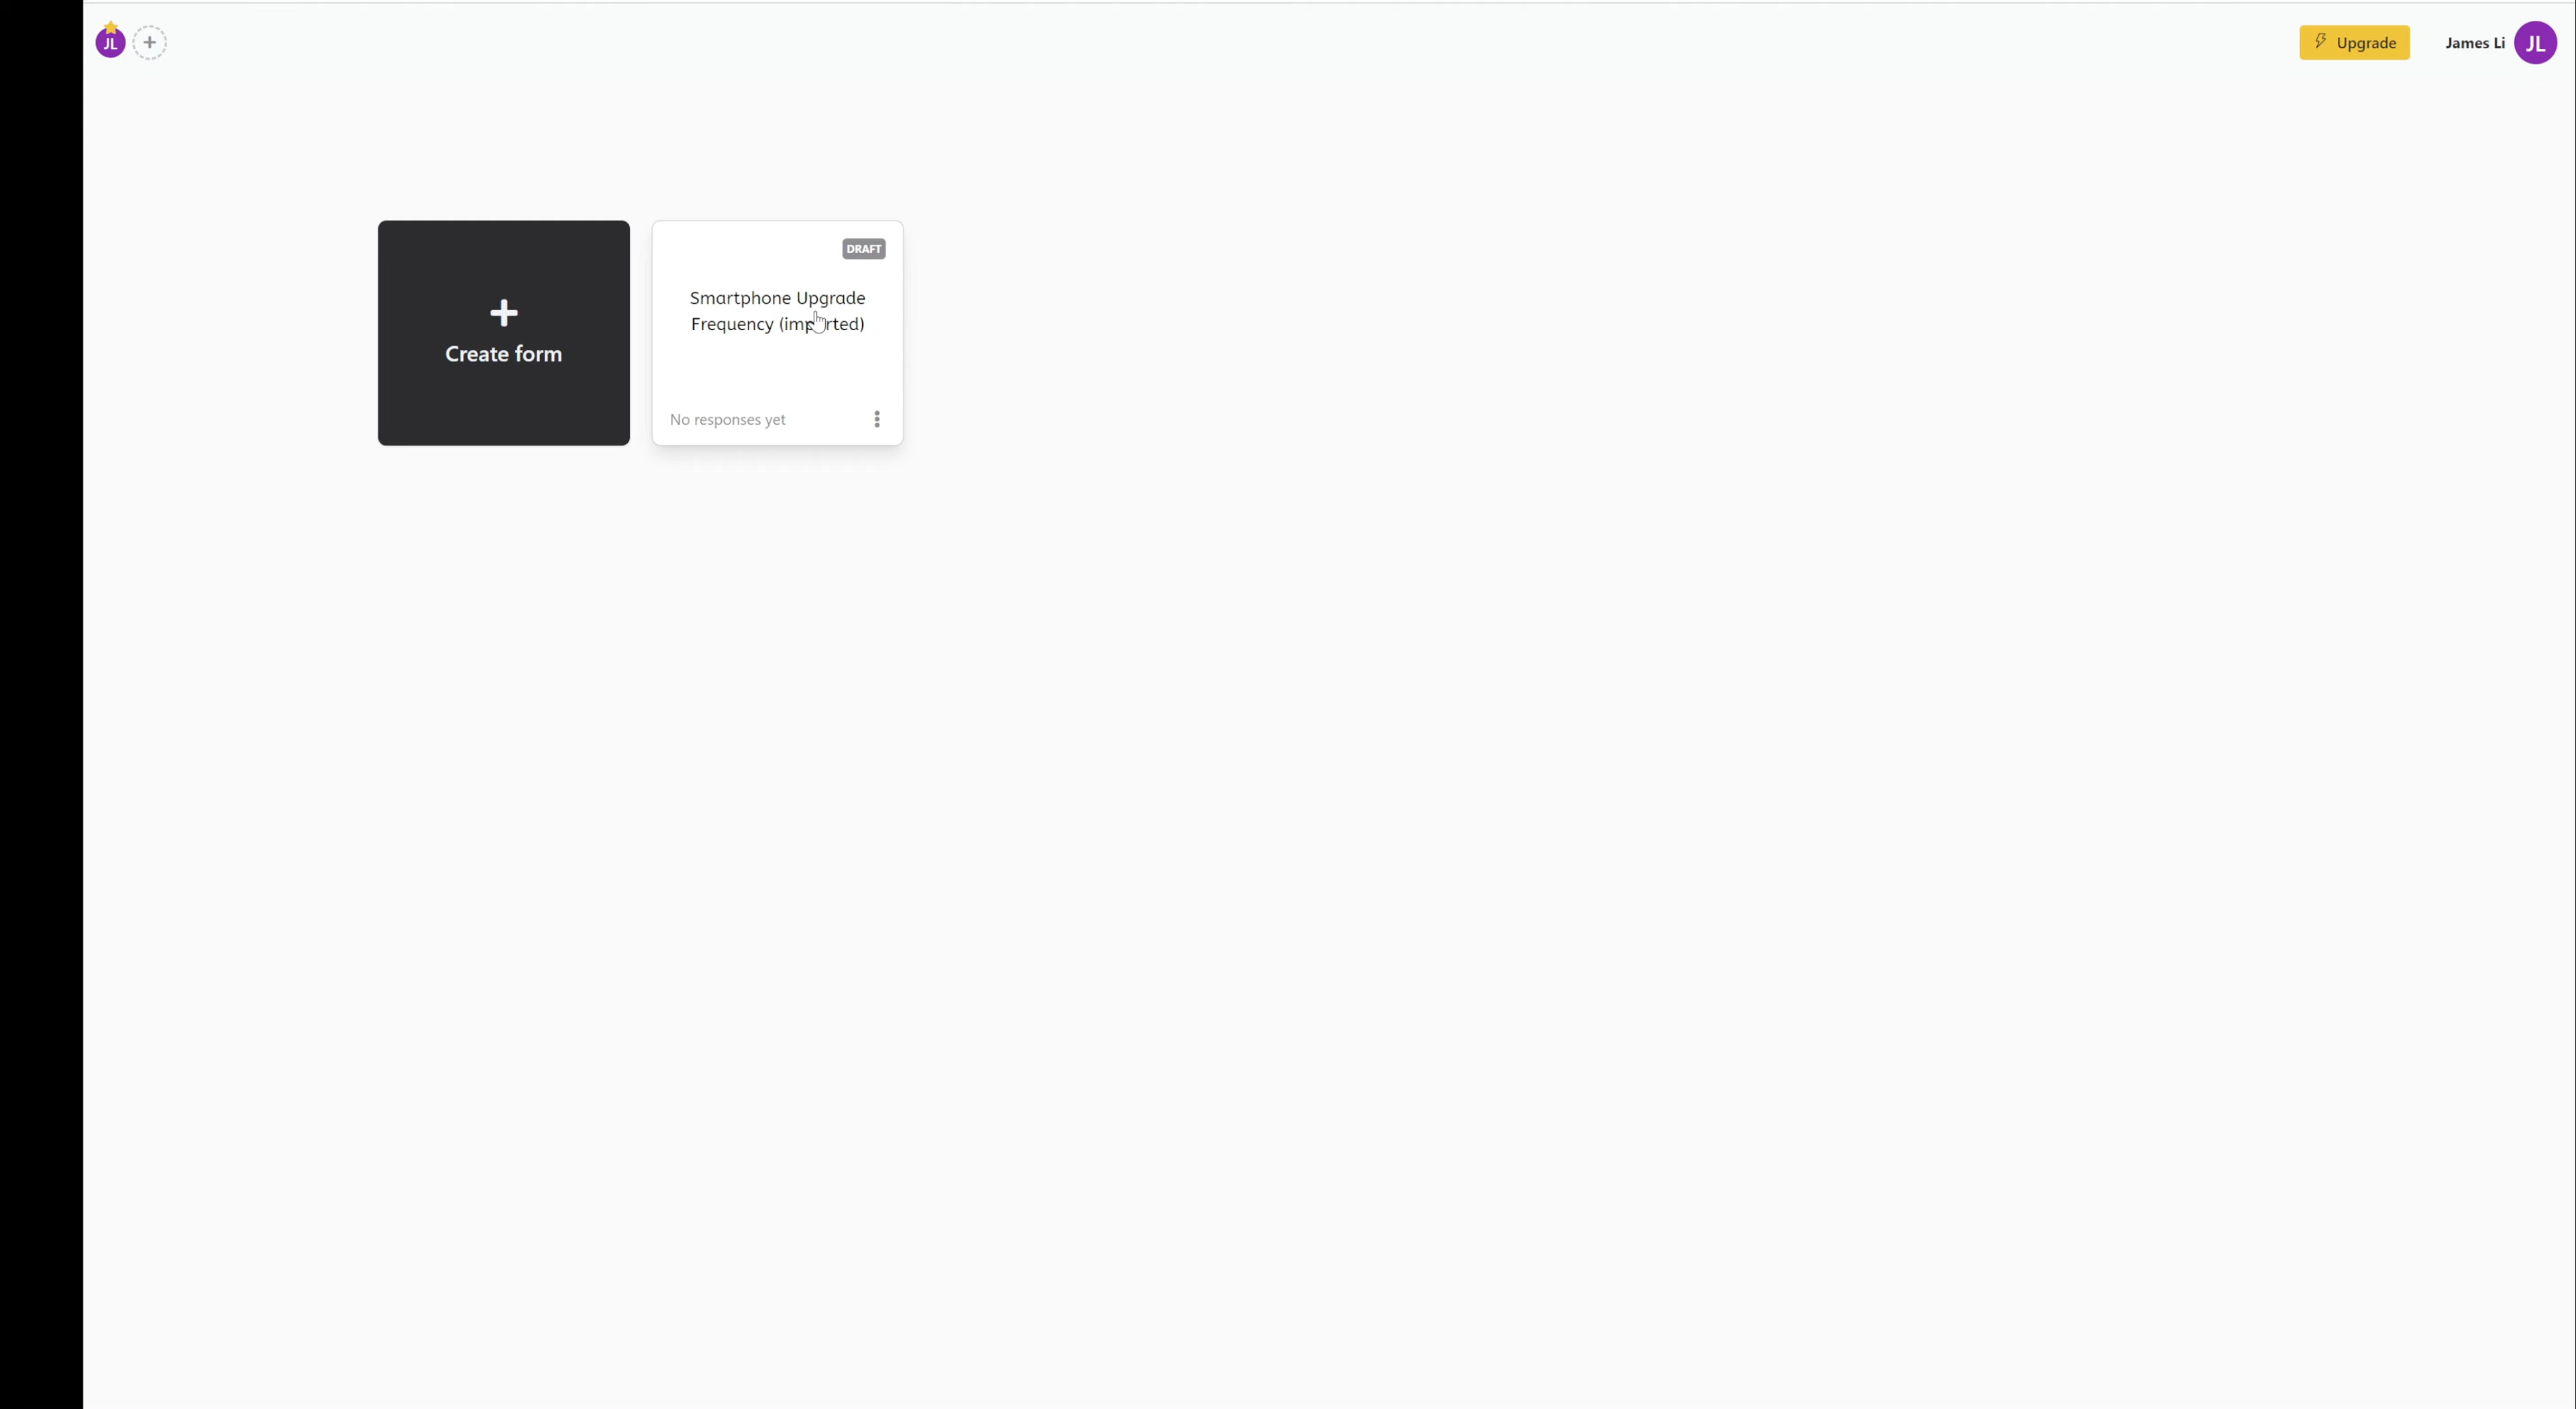 JL
Upgrade
James Li
JL
DRAFT
Smartphone Upgrade
Frequency (imported)
Create form
No responses yet